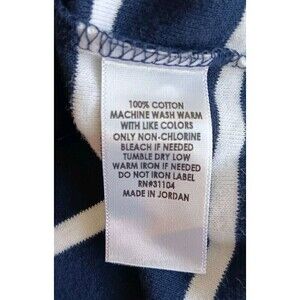 100% COTTON
MACHINE WASH WARM
WITH LIKE COLORS
ONLY NON-CHLORINE
BLEACH IF NEEDED
TUMBLE DRY LOW
WARM IRON IF NEEDED
DO NOT IRON LABEL
RN#31104
MADE IN JORDAN